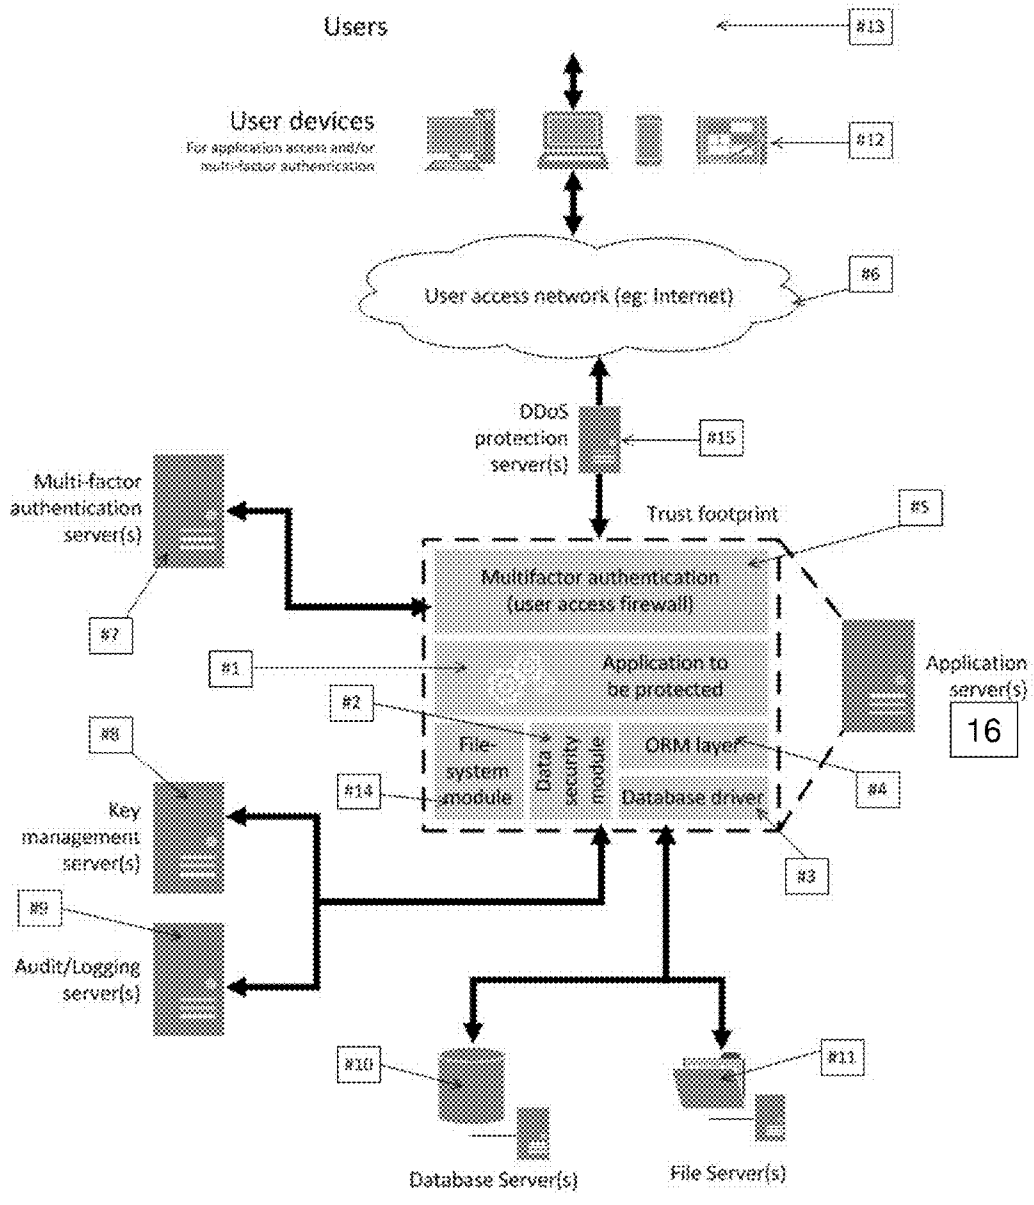 Users
#13
User devices
For application access and/or
multi-factor authentication
#12
User access network (eg: Internet)
#6
DDoS
protection
server(s)
#15
Multi-factor
authentication
server(s)
#7
Trust footprint
#5
Multifactor authentication
(user access firewall)
#1
Application to
be protected
#2
File-
system
module
Data
security
module
ORM layer
Database driver
#14
#4
#3
Application
server(s)
16
#8
Key
management
server(s)
#9
Audit/Logging
server(s)
#10
Database Server(s)
#11
File Server(s)